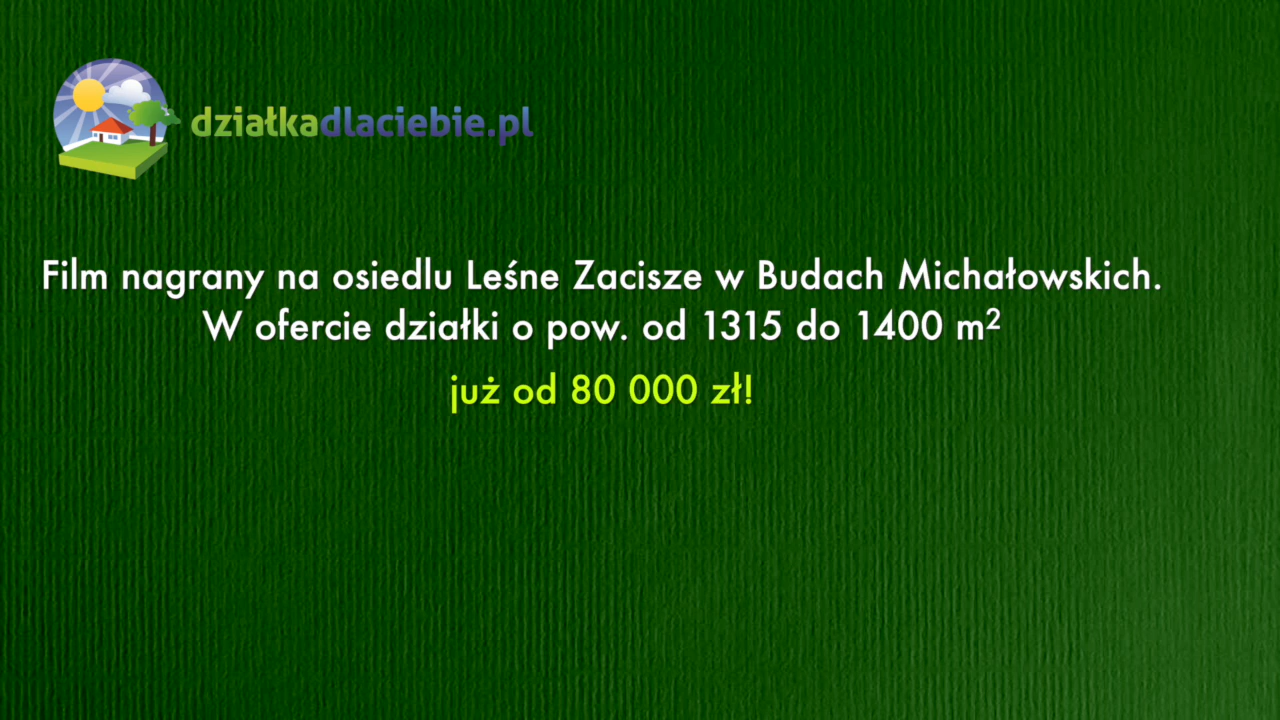 działkadlaciebie.pl
Film nagrany na osiedlu Leśne Zacisze w Budach Michałowskich.
W ofercie działki o pow. od 1315 do 1400 m²
już od 80 000 zł!